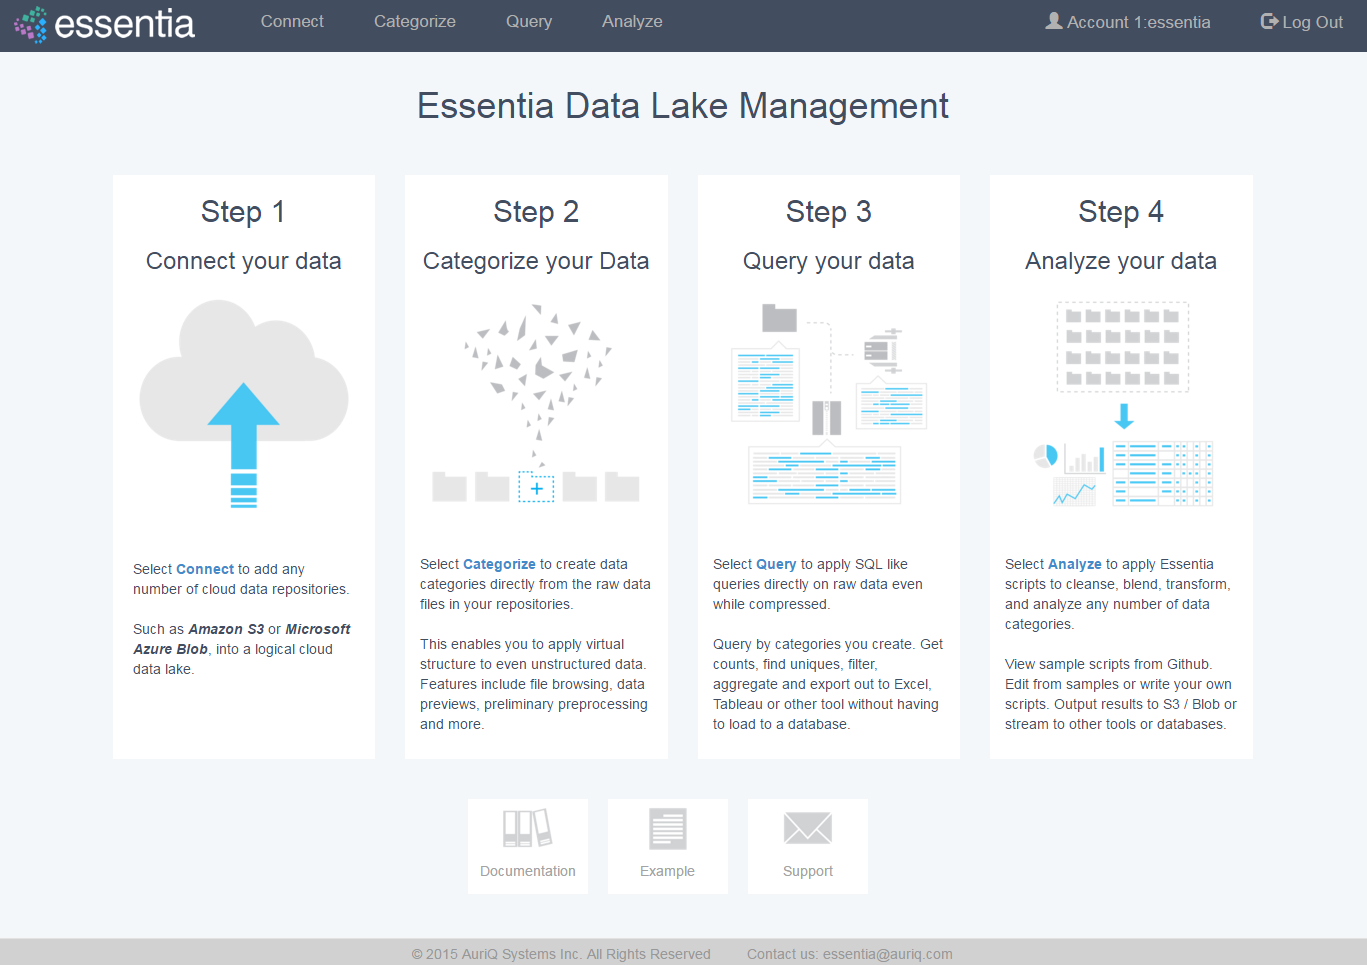 essentia
Connect
Categorize
Query
Analyze
Account 1:essentia
Log Out
Essentia Data Lake Management
Step 1
Connect your data
Select Connect to add any
number of cloud data repositories.
Such as Amazon S3 or Microsoft
Azure Blob, into a logical cloud
data lake.
Step 2
Categorize your Data
Select Categorize to create data
categories directly from the raw data
files in your repositories.
This enables you to apply virtual
structure to even unstructured data.
Features include file browsing, data
previews, preliminary preprocessing
and more.
Step 3
Query your data
Select Query to apply SQL like
queries directly on raw data even
while compressed.
Query by categories you create. Get
counts, find uniques, filter,
aggregate and export out to Excel,
Tableau or other tool without having
to load to a database.
Step 4
Analyze your data
Select Analyze to apply Essentia
scripts to cleanse, blend, transform,
and analyze any number of data
categories.
View sample scripts from Github.
Edit from samples or write your own
scripts. Output results to S3 / Blob or
stream to other tools or databases.
Documentation
Example
Support
© 2015 AuriQ Systems Inc. All Rights Reserved
Contact us: essentia@auriq.com